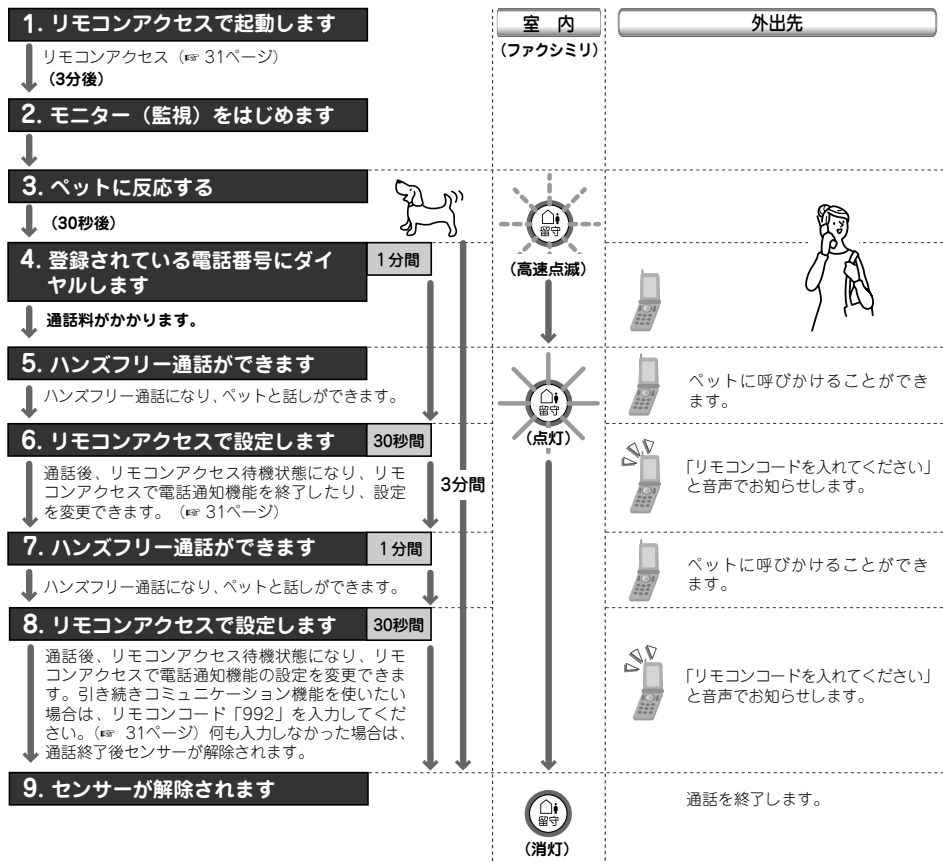 1. リモコンアクセスで起動します
リモコンアクセス（☞ 31ページ）
（3分後）
2. モニター（監視）をはじめます
3. ペットに反応する
（30秒後）
4. 登録されている電話番号にダイ
ヤルします
1分間
通話料がかかります。
5. ハンズフリー通話ができます
ハンズフリー通話になり、ペットと話しができます。
6. リモコンアクセスで設定します
30秒間
通話後、リモコンアクセス待機状態になり、リモ
コンアクセスで電話通知機能を終了したり、設定
を変更できます。（☞ 31ページ）
7. ハンズフリー通話ができます
1分間
ハンズフリー通話になり、ペットと話しができます。
8. リモコンアクセスで設定します
30秒間
通話後、リモコンアクセス待機状態になり、リモ
コンアクセスで電話通知機能の設定を変更できま
す。引き続きコミュニケーション機能を使いたい
場合は、リモコンコード「992」を入力してくだ
さい。（☞ 31ページ）何も入力しなかった場合は、
通話終了後センサーが解除されます。
9. センサーが解除されます
3分間
室 内
（ファクシミリ）
留守
（高速点滅）
留守
（点灯）
留守
（消灯）
外出先
ペットに呼びかけることができ
ます。
「リモコンコードを入れてください」
と音声でお知らせします。
ペットに呼びかけることができ
ます。
「リモコンコードを入れてください」
と音声でお知らせします。
通話を終了します。